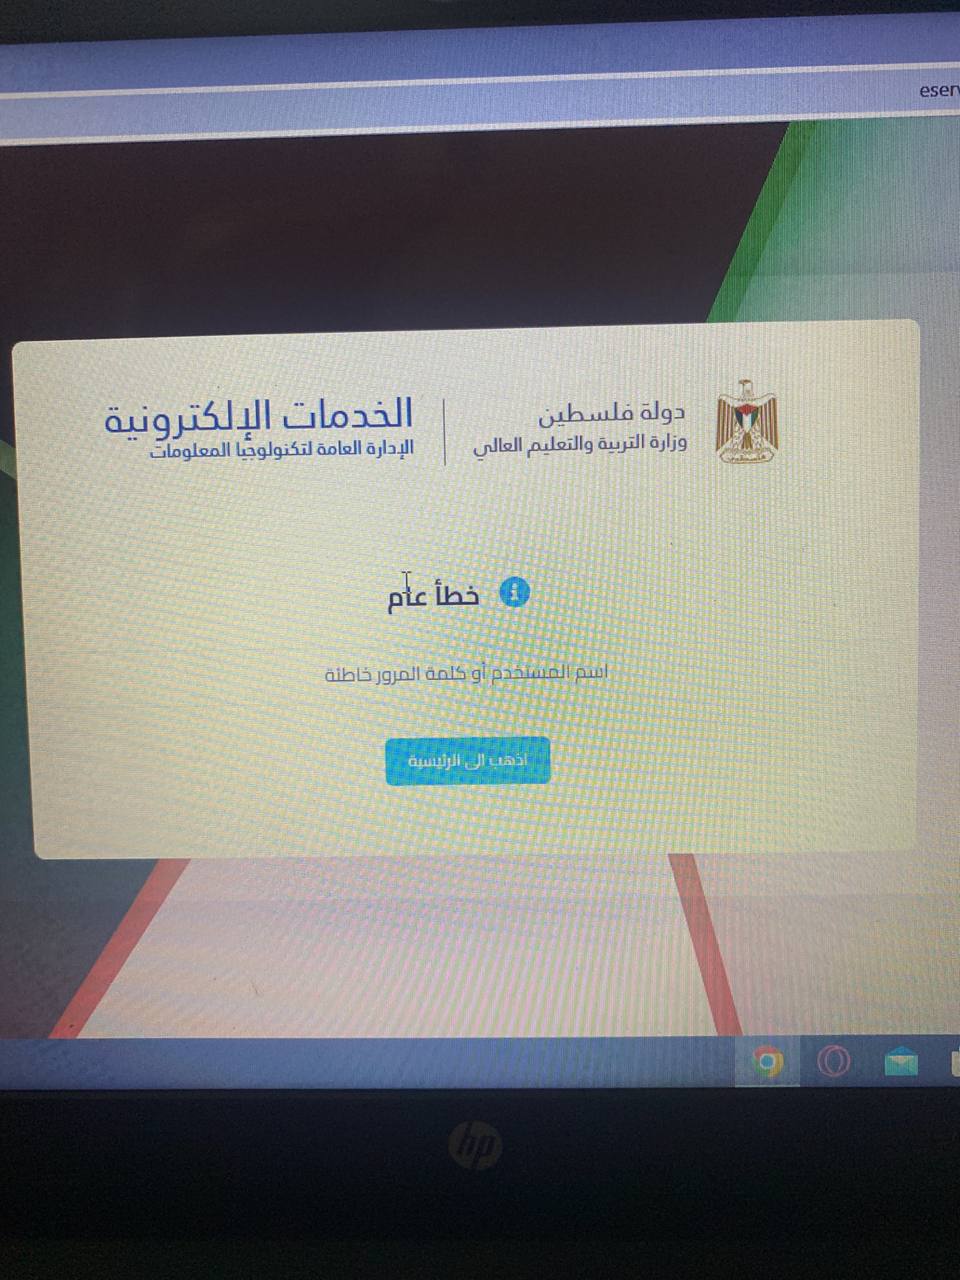 eserv
دولة فلسطين
وزارة التربية والتعليم العالي
الخدمات الإلكترونية
الإدارة العامة لتكنولوجيا المعلومات
خطأ عام
اسم المستخدم أو كلمة المرور خاطئة
اذهب الى الرئيسية
hp